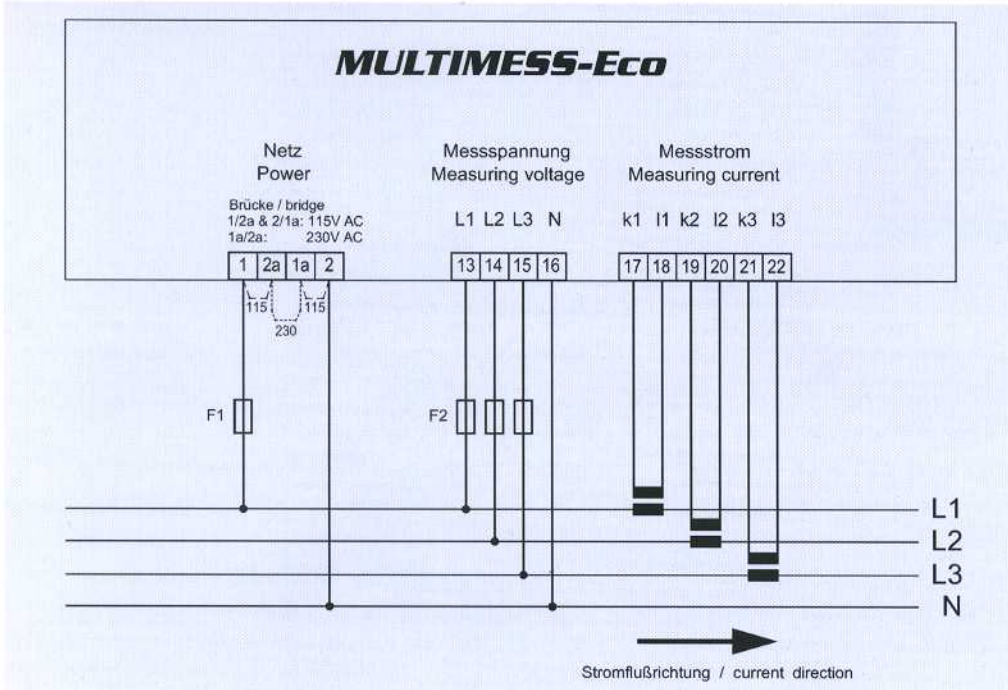 MULTIMESS-Eco
Netz
Power
Brücke / bridge
1/2a & 2/1a: 115V AC
1a/2a: 230V AC
1 2a 1a 2
115 115
230
F1
Messspannung
Measuring voltage
L1 L2 L3 N
13 14 15 16
F2
Messstrom
Measuring current
k1 l1 k2 l2 k3 l3
17 18 19 20 21 22
L1
L2
L3
N
Stromflußrichtung / current direction